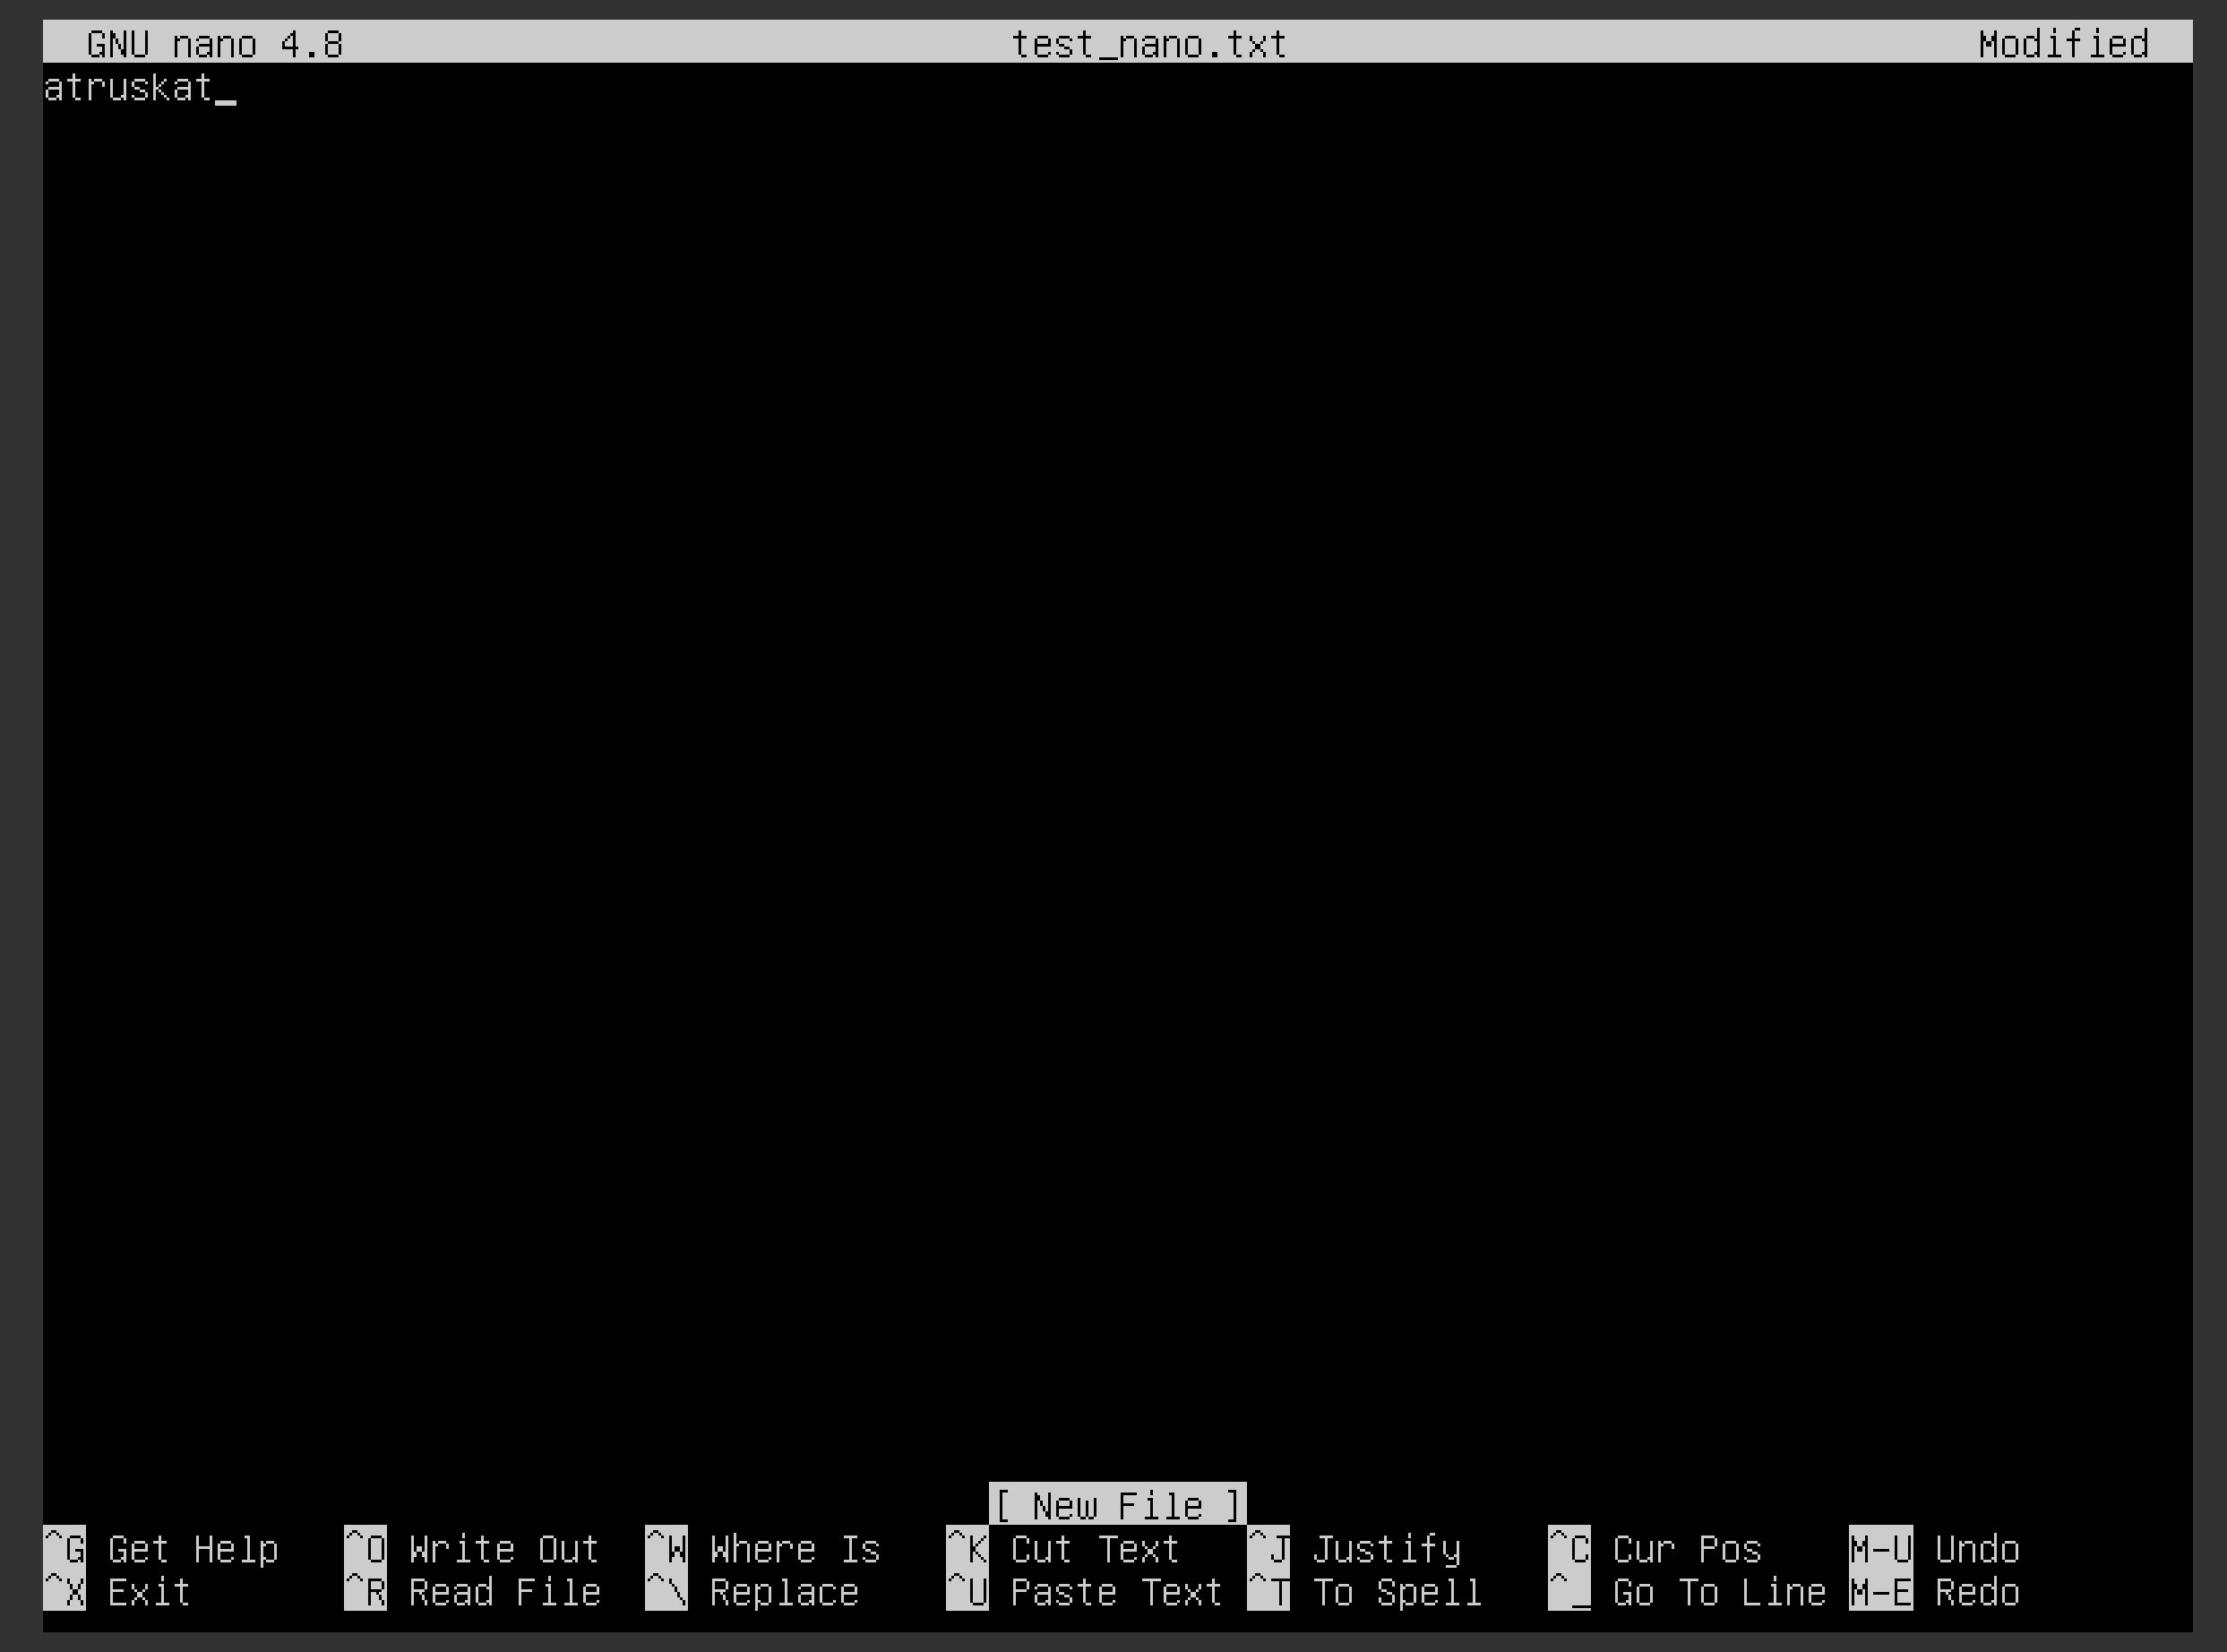 GNU nano 4.8 test_nano.txt Modified
atruskat_
[ New File ]
^G Get Help ^O Write Out ^W Where Is ^K Cut Text ^J Justify ^C Cur Pos M-U Undo
^X Exit ^R Read File ^\ Replace ^U Paste Text ^T To Spell ^_ Go To Line M-E Redo